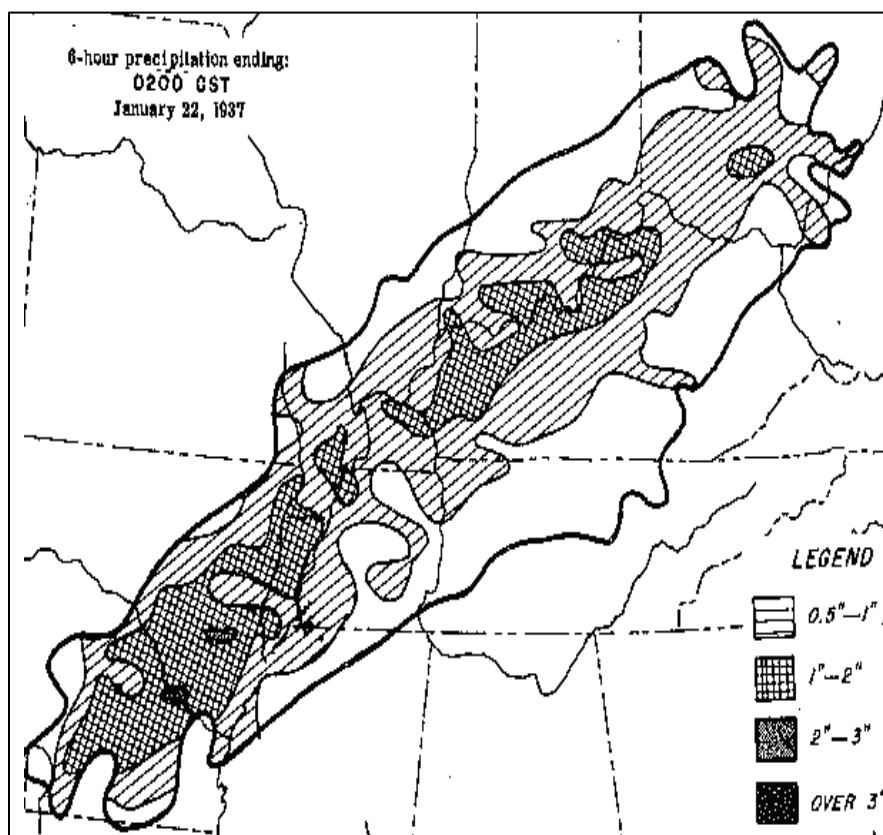 6-hour precipitation ending:
0200 CST
January 22, 1937
LEGEND
0.5"—1"
1"—2"
2"—3"
OVER 3"